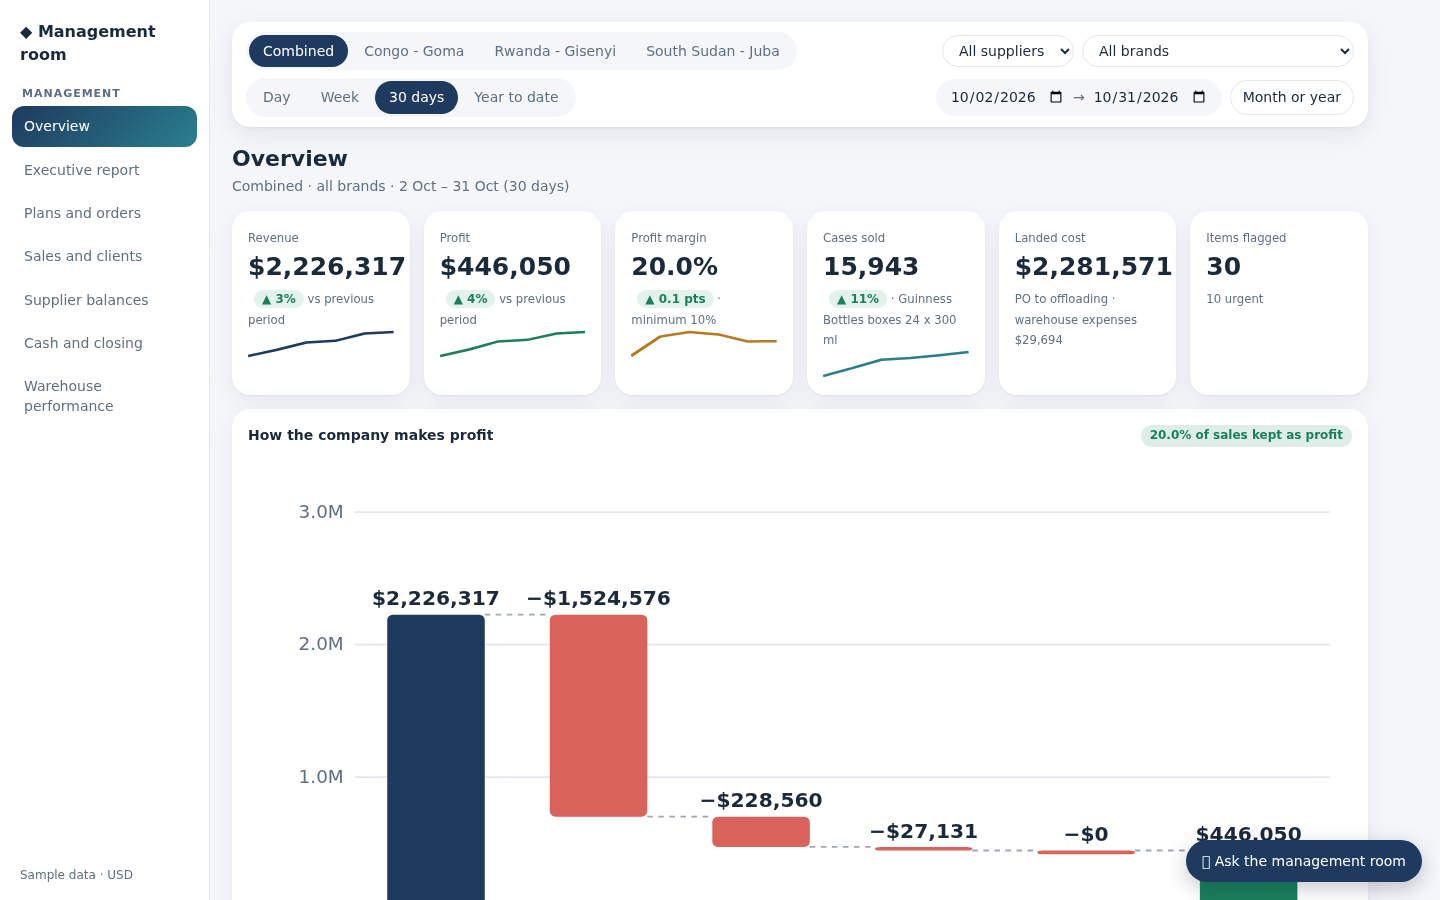 ◆ Management
room
MANAGEMENT
Overview
Executive report
Plans and orders
Sales and clients
Supplier balances
Cash and closing
Warehouse
performance
Sample data · USD
Combined
Congo - Goma
Rwanda - Gisenyi
South Sudan - Juba
All suppliers
All brands
Day
Week
30 days
Year to date
10/02/2026 → 10/31/2026
Month or year
Overview
Combined · all brands · 2 Oct – 31 Oct (30 days)
Revenue
$2,226,317
▲ 3% vs previous
period
Profit
$446,050
▲ 4% vs previous
period
Profit margin
20.0%
▲ 0.1 pts ·
minimum 10%
Cases sold
15,943
▲ 11% · Guinness
Bottles boxes 24 x 300
ml
Landed cost
$2,281,571
PO to offloading ·
warehouse expenses
$29,694
Items flagged
30
10 urgent
How the company makes profit
20.0% of sales kept as profit
3.0M
2.0M
1.0M
$2,226,317
−$1,524,576
−$228,560
−$27,131
−$0
$446,050
Ask the management room